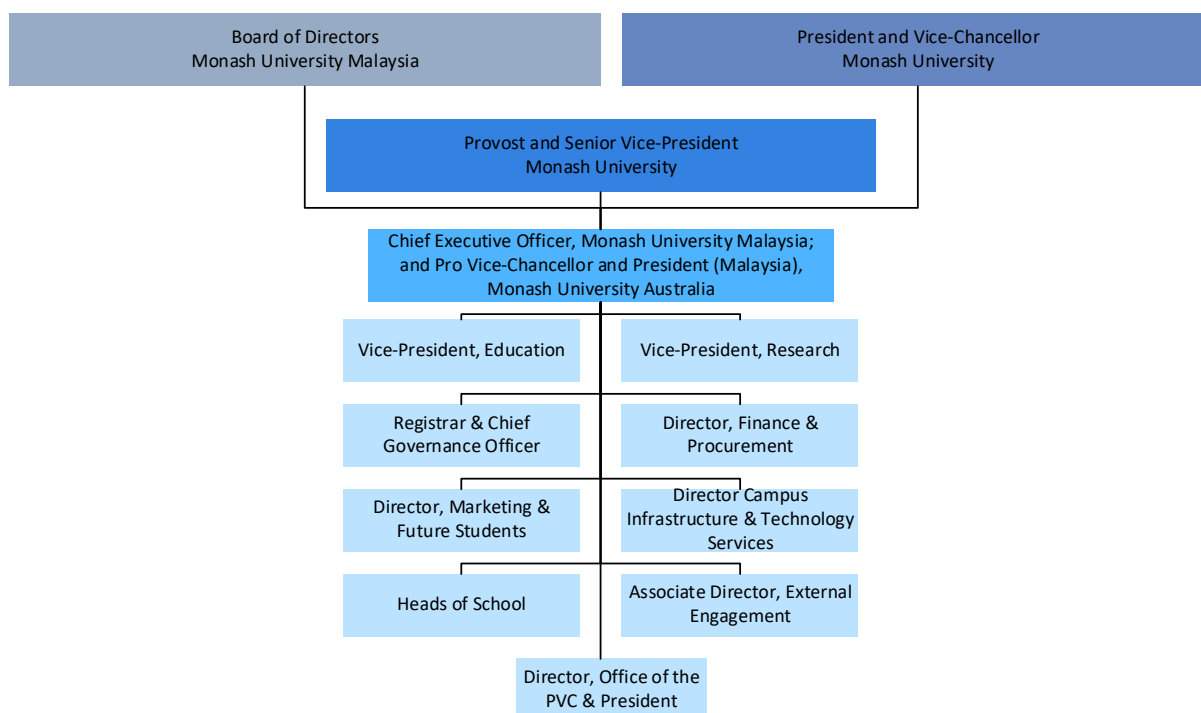 Board of Directors
Monash University Malaysia
President and Vice-Chancellor
Monash University
Provost and Senior Vice-President
Monash University
Chief Executive Officer, Monash University Malaysia;
and Pro Vice-Chancellor and President (Malaysia),
Monash University Australia
Vice-President, Education
Vice-President, Research
Registrar & Chief
Governance Officer
Director, Finance &
Procurement
Director, Marketing &
Future Students
Director Campus
Infrastructure & Technology
Services
Heads of School
Associate Director, External
Engagement
Director, Office of the
PVC & President